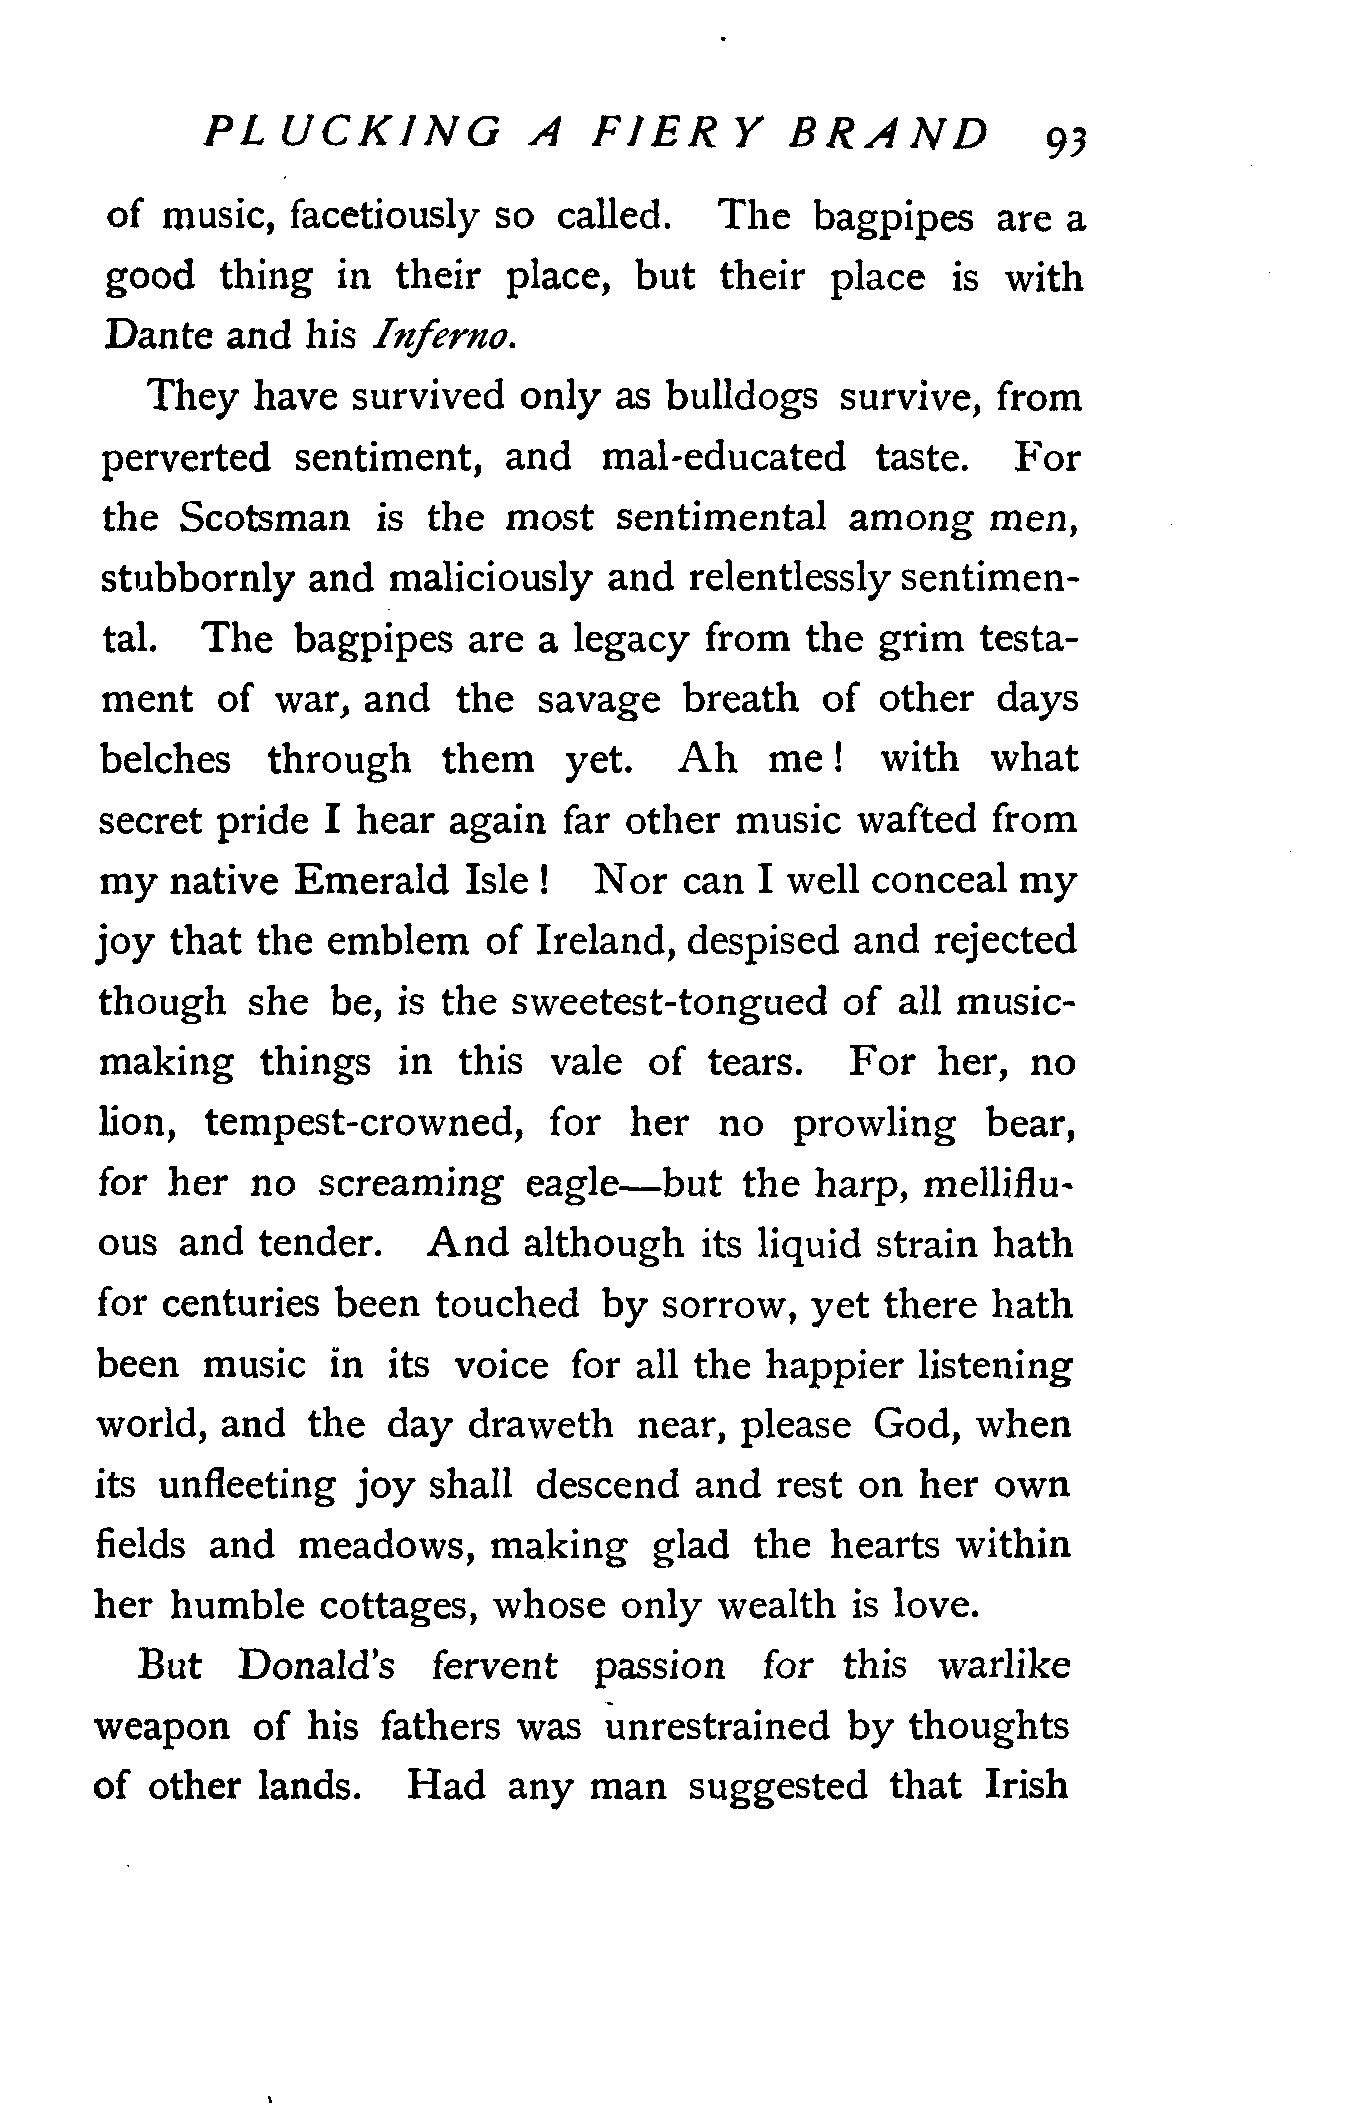 PLUCKING A FIERY BRAND 93
of music, facetiously so called. The bagpipes are a
good thing in their place, but their place is with
Dante and his Inferno.
They have survived only as bulldogs survive, from
perverted sentiment, and mal-educated taste. For
the Scotsman is the most sentimental among men,
stubbornly and maliciously and relentlessly sentimen-
tal. The bagpipes are a legacy from the grim testa-
ment of war, and the savage breath of other days
belches through them yet. Ah me! with what
secret pride I hear again far other music wafted from
my native Emerald Isle! Nor can I well conceal my
joy that the emblem of Ireland, despised and rejected
though she be, is the sweetest-tongued of all music-
making things in this vale of tears. For her, no
lion, tempest-crowned, for her no prowling bear,
for her no screaming eagle—but the harp, melliflu-
ous and tender. And although its liquid strain hath
for centuries been touched by sorrow, yet there hath
been music in its voice for all the happier listening
world, and the day draweth near, please God, when
its unfleeting joy shall descend and rest on her own
fields and meadows, making glad the hearts within
her humble cottages, whose only wealth is love.
But Donald's fervent passion for this warlike
weapon of his fathers was unrestrained by thoughts
of other lands. Had any man suggested that Irish